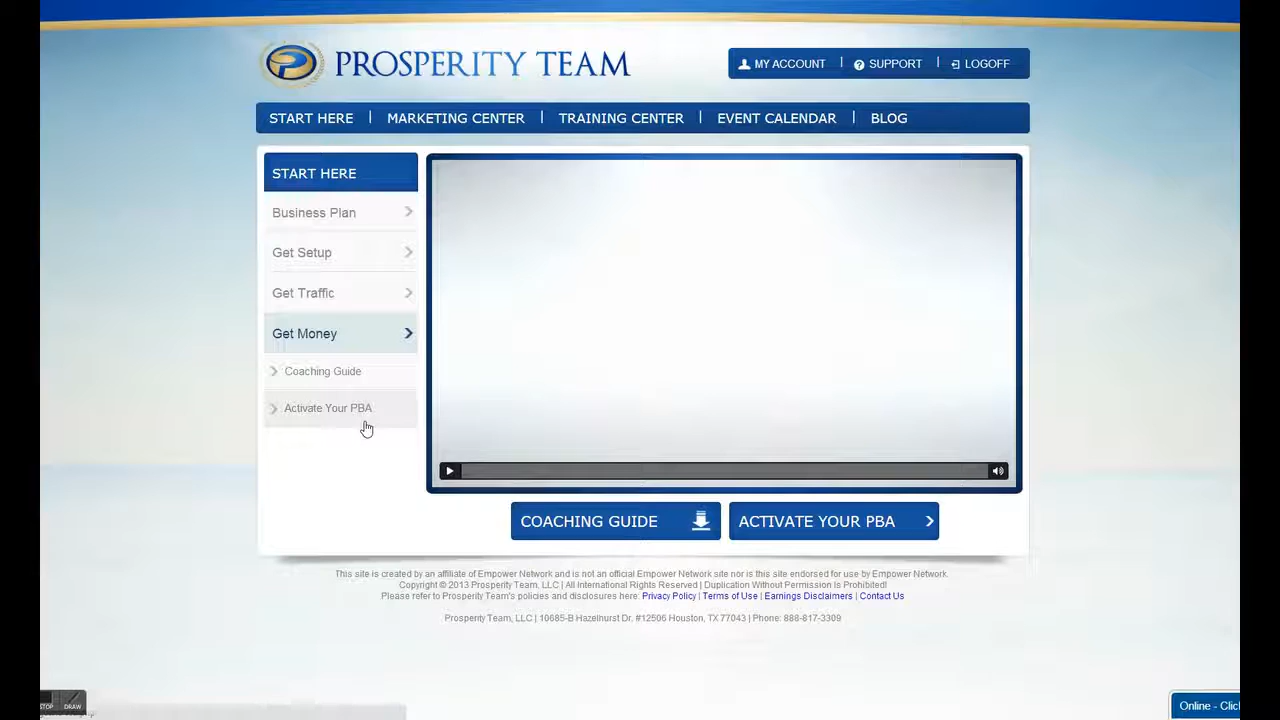 PROSPERITY TEAM
MY ACCOUNT
SUPPORT
LOGOFF
START HERE
MARKETING CENTER
TRAINING CENTER
EVENT CALENDAR
BLOG
START HERE
Business Plan
Get Setup
Get Traffic
Get Money
Coaching Guide
Activate Your PBA
COACHING GUIDE
ACTIVATE YOUR PBA
This site is created by an affiliate of Empower Network and is not an official Empower Network site nor is this site endorsed for use by Empower Network.
Copyright © 2013 Prosperity Team, LLC | All International Rights Reserved | Duplication Without Permission is Prohibited!
Please refer to Prosperity Team's policies and disclosures here: Privacy Policy | Terms of Use | Earnings Disclaimers | Contact Us
Prosperity Team, LLC | 10685-B Hazelhurst Dr, #12506 Houston, TX 77043 | Phone: 888-817-3309
STOP
DRAW
Online - Clic